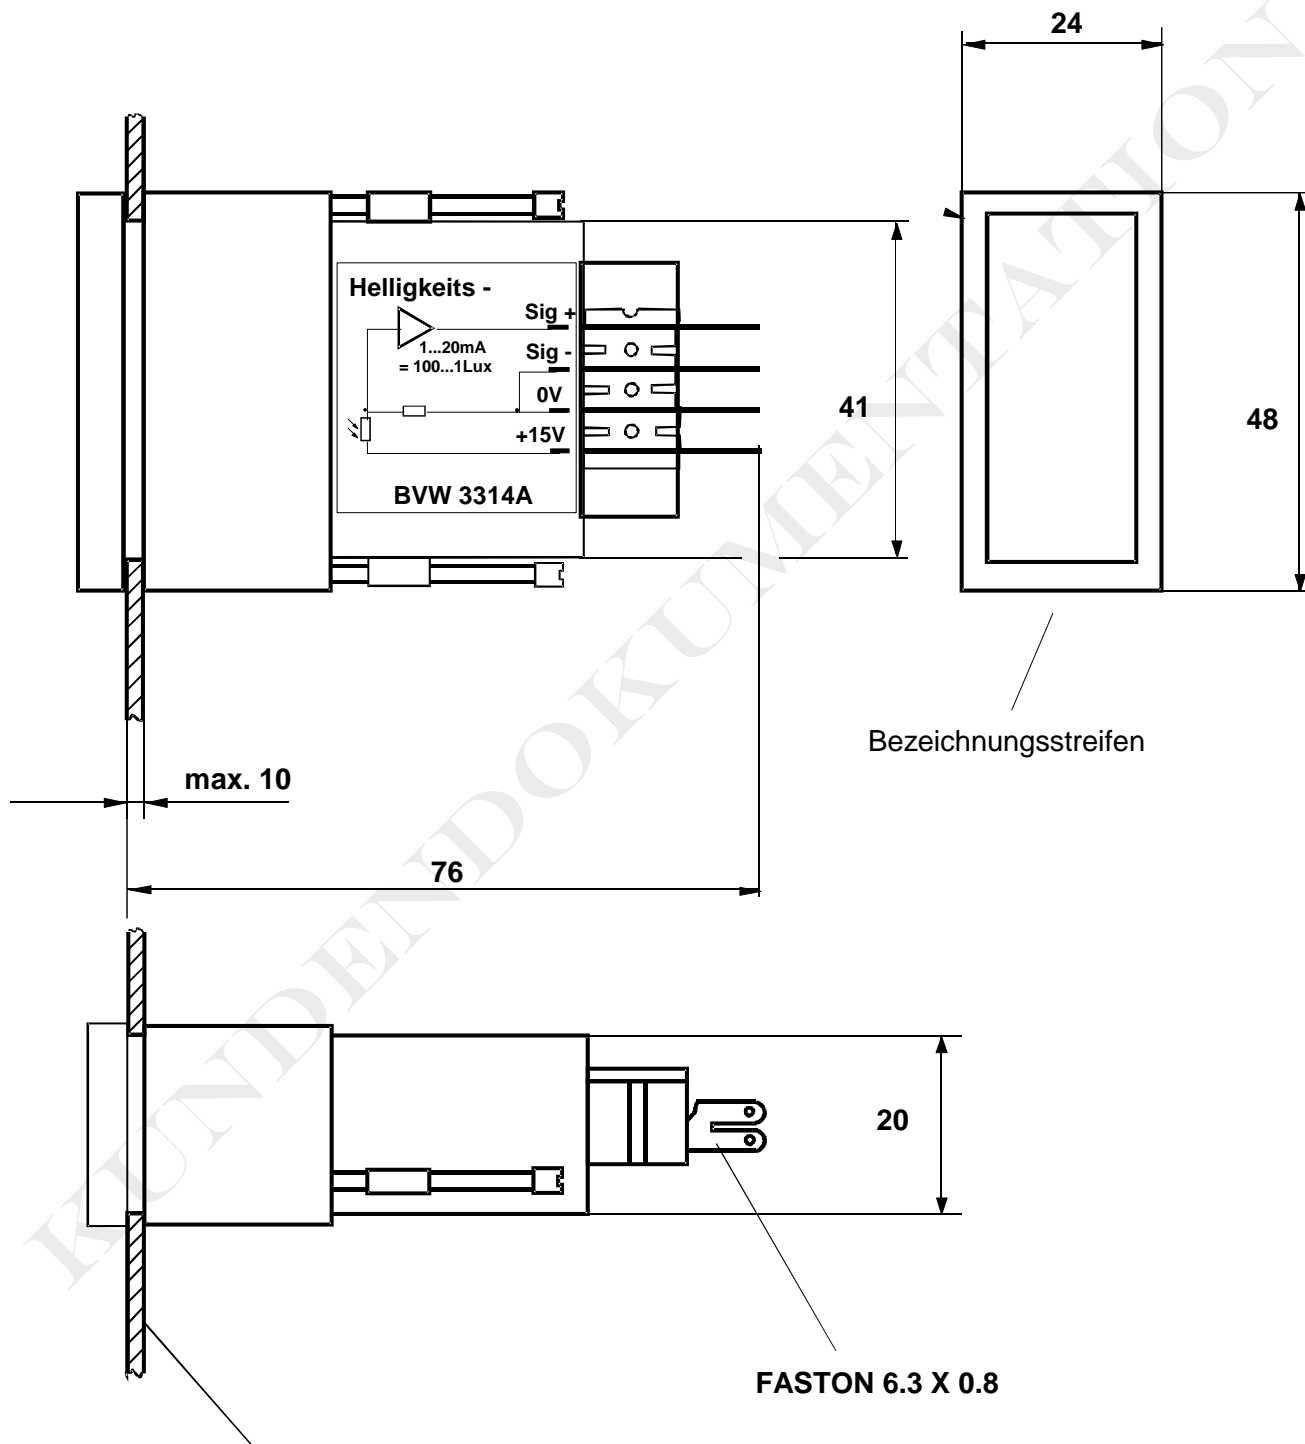 24
Helligkeits -
Sig +
1...20mA
= 100...1Lux
Sig -
0V
+15V
BVW 3314A
41
48
Bezeichnungsstreifen
max. 10
76
20
FASTON 6.3 X 0.8
KUNDENDOKUMENTATION